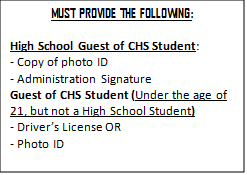 MUST PROVIDE THE FOLLOWING:
High School Guest of CHS Student:
- Copy of photo ID
- Administration Signature
Guest of CHS Student (Under the age of
21, but not a High School Student)
- Driver’s License OR
- Photo ID